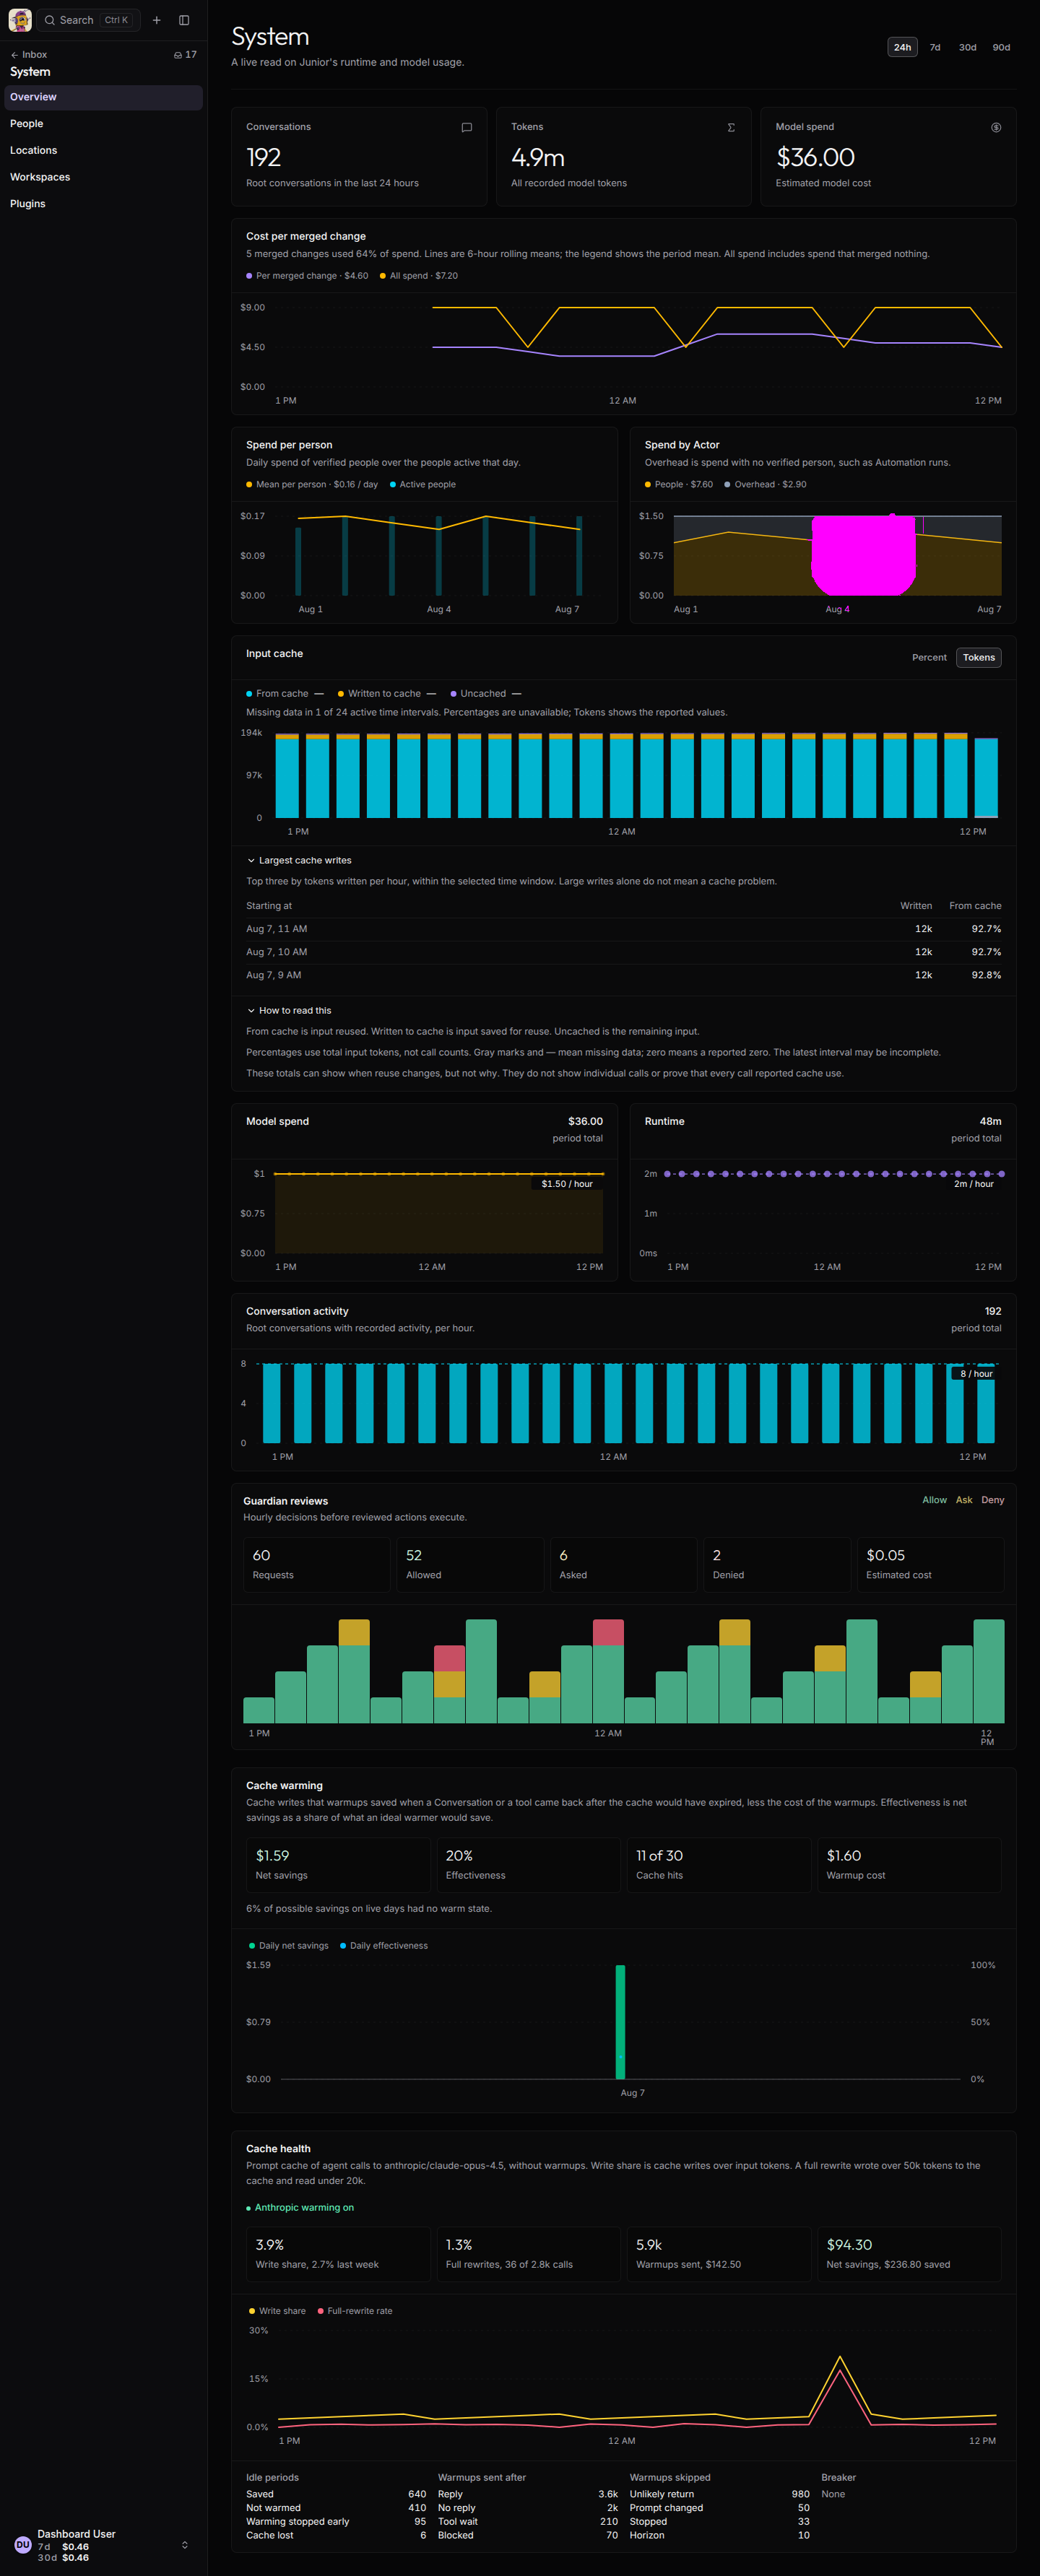 Search Ctrl K
Inbox 17
System
Overview
People
Locations
Workspaces
Plugins
System
A live read on Junior's runtime and model usage.
24h 7d 30d 90d
Conversations
192
Root conversations in the last 24 hours
Tokens
4.9m
All recorded model tokens
Model spend
$36.00
Estimated model cost
Cost per merged change
5 merged changes used 64% of spend. Lines are 6-hour rolling means; the legend shows the period mean. All spend includes spend that merged nothing.
Per merged change · $4.60 All spend · $7.20
$9.00
$4.50
$0.00
1 PM 12 AM 12 PM
Spend per person
Daily spend of verified people over the people active that day.
Mean per person · $0.16 / day Active people
$0.17
$0.09
$0.00
Aug 1 Aug 4 Aug 7
Spend by Actor
Overhead is spend with no verified person, such as Automation runs.
People · $7.60 Overhead · $2.90
$1.50
$0.75
$0.00
Aug 1 Aug 4 Aug 7
Input cache
Percent Tokens
From cache — Written to cache — Uncached —
Missing data in 1 of 24 active time intervals. Percentages are unavailable; Tokens shows the reported values.
194k
97k
0
1 PM 12 AM 12 PM
Largest cache writes
Top three by tokens written per hour, within the selected time window. Large writes alone do not mean a cache problem.
Starting at Written From cache
Aug 7, 11 AM 12k 92.7%
Aug 7, 10 AM 12k 92.7%
Aug 7, 9 AM 12k 92.8%
How to read this
From cache is input reused. Written to cache is input saved for reuse. Uncached is the remaining input.
Percentages use total input tokens, not call counts. Gray marks and — mean missing data; zero means a reported zero. The latest interval may be incomplete.
These totals can show when reuse changes, but not why. They do not show individual calls or prove that every call reported cache use.
Model spend $36.00
period total
$1
$1.50 / hour
$0.75
$0.00
1 PM 12 AM 12 PM
Runtime 48m
period total
2m
2m / hour
1m
0ms
1 PM 12 AM 12 PM
Conversation activity 192
Root conversations with recorded activity, per hour. period total
8
8 / hour
4
0
1 PM 12 AM 12 PM
Guardian reviews Allow Ask Deny
Hourly decisions before reviewed actions execute.
60
Requests
52
Allowed
6
Asked
2
Denied
$0.05
Estimated cost
1 PM 12 AM 12
PM
Cache warming
Cache writes that warmups saved when a Conversation or a tool came back after the cache would have expired, less the cost of the warmups. Effectiveness is net
savings as a share of what an ideal warmer would save.
$1.59
Net savings
20%
Effectiveness
11 of 30
Cache hits
$1.60
Warmup cost
6% of possible savings on live days had no warm state.
Daily net savings Daily effectiveness
$1.59 100%
$0.79 50%
$0.00 0%
Aug 7
Cache health
Prompt cache of agent calls to anthropic/claude-opus-4.5, without warmups. Write share is cache writes over input tokens. A full rewrite wrote over 50k tokens to the
cache and read under 20k.
Anthropic warming on
3.9%
Write share, 2.7% last week
1.3%
Full rewrites, 36 of 2.8k calls
5.9k
Warmups sent, $142.50
$94.30
Net savings, $236.80 saved
Write share Full-rewrite rate
30%
15%
0.0%
1 PM 12 AM 12 PM
Idle periods Warmups sent after Warmups skipped Breaker
Saved 640 Reply 3.6k Unlikely return 980 None
Not warmed 410 No reply 2k Prompt changed 50
Warming stopped early 95 Tool wait 210 Stopped 33
Cache lost 6 Blocked 70 Horizon 10
DU Dashboard User
7d $0.46
30d $0.46